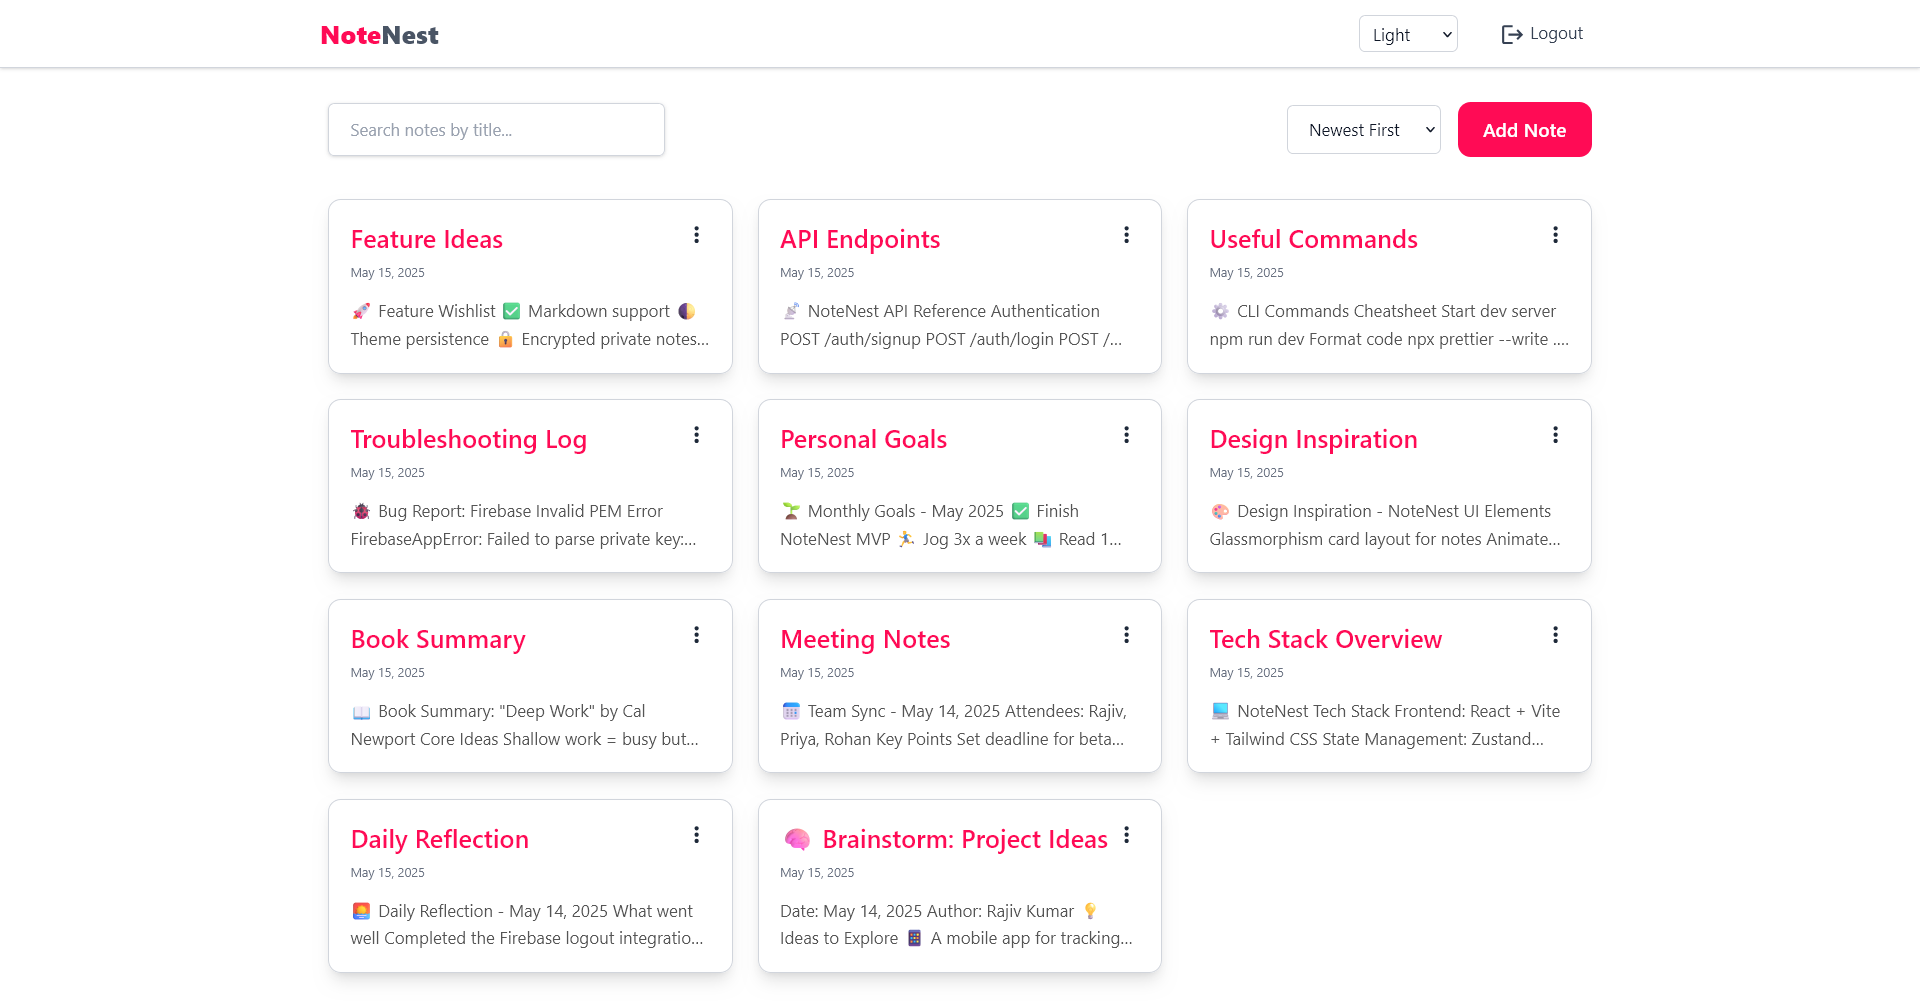 NoteNest
Light
Logout
Search notes by title...
Newest First
Add Note
Feature Ideas
May 15, 2025
🚀 Feature Wishlist ✅ Markdown support 🌓
Theme persistence 🔒 Encrypted private notes...
API Endpoints
May 15, 2025
📡 NoteNest API Reference Authentication
POST /auth/signup POST /auth/login POST /...
Useful Commands
May 15, 2025
⚙️ CLI Commands Cheatsheet Start dev server
npm run dev Format code npx prettier --write ....
Troubleshooting Log
May 15, 2025
🐞 Bug Report: Firebase Invalid PEM Error
FirebaseAppError: Failed to parse private key:...
Personal Goals
May 15, 2025
🌱 Monthly Goals - May 2025 ✅ Finish
NoteNest MVP 🏃 Jog 3x a week 📚 Read 1...
Design Inspiration
May 15, 2025
🎨 Design Inspiration - NoteNest UI Elements
Glassmorphism card layout for notes Animate...
Book Summary
May 15, 2025
📖 Book Summary: "Deep Work" by Cal
Newport Core Ideas Shallow work = busy but...
Meeting Notes
May 15, 2025
🗓️ Team Sync - May 14, 2025 Attendees: Rajiv,
Priya, Rohan Key Points Set deadline for beta...
Tech Stack Overview
May 15, 2025
💻 NoteNest Tech Stack Frontend: React + Vite
+ Tailwind CSS State Management: Zustand...
Daily Reflection
May 15, 2025
🌅 Daily Reflection - May 14, 2025 What went
well Completed the Firebase logout integratio...
🧠 Brainstorm: Project Ideas
May 15, 2025
Date: May 14, 2025 Author: Rajiv Kumar 💡
Ideas to Explore 📱 A mobile app for tracking...